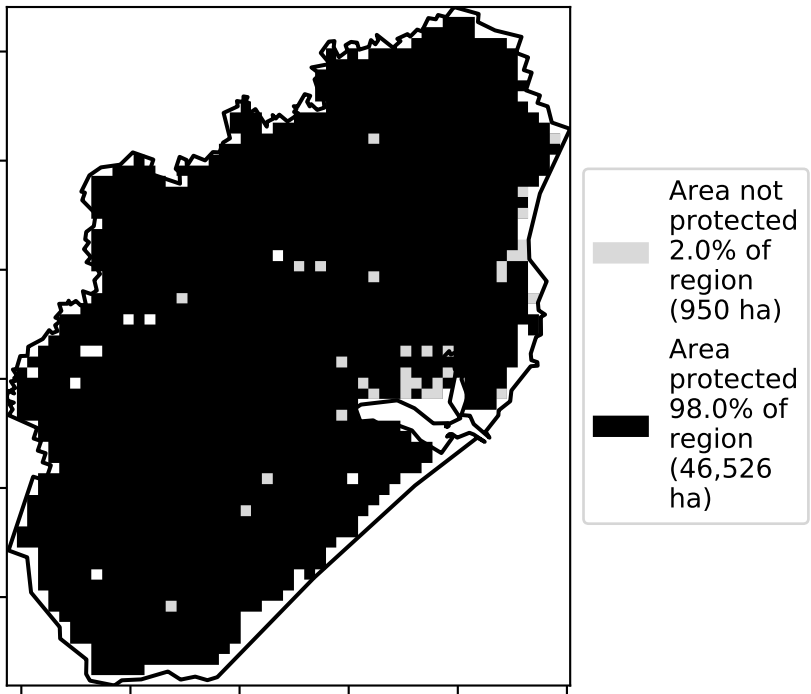 Area not
protected
2.0% of
region
(950 ha)
Area
protected
98.0% of
region
(46,526
ha)